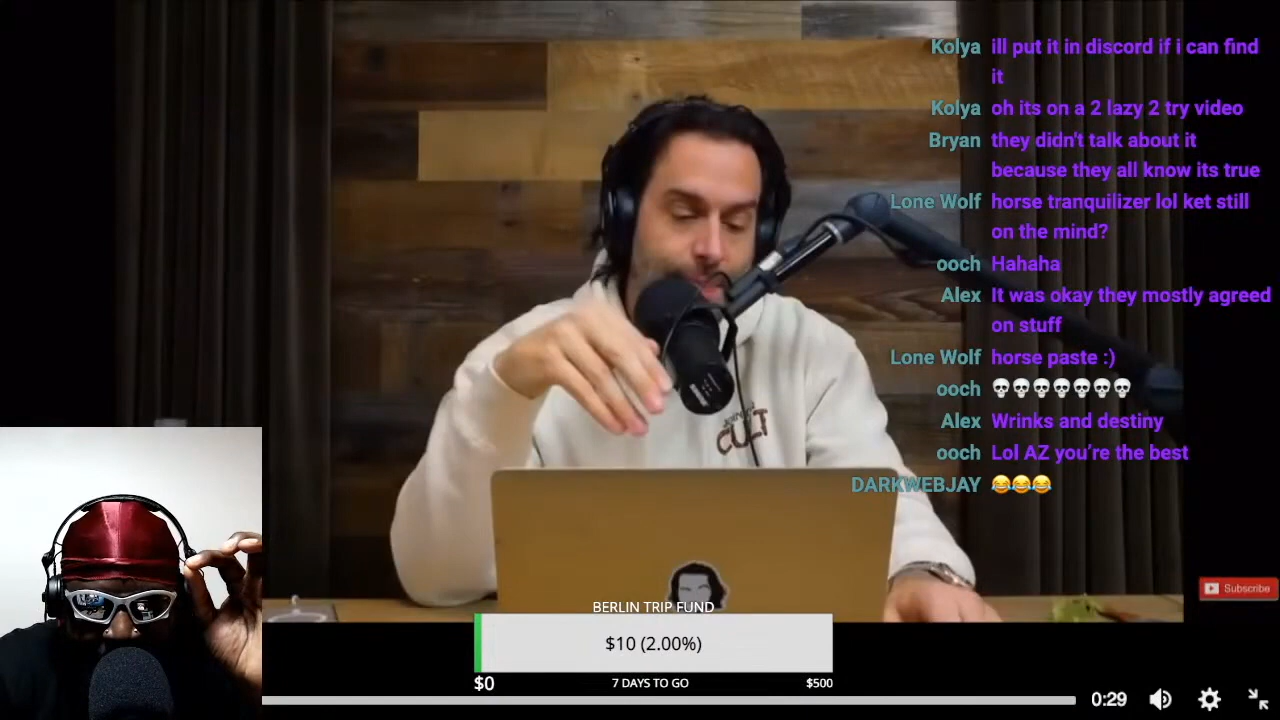 Kolya ill put it in discord if i can find
it
Kolya oh its on a 2 lazy 2 try video
Bryan they didn't talk about it
because they all know its true
Lone Wolf horse tranquilizer lol ket still
on the mind?
ooch Hahaha
Alex It was okay they mostly agreed
on stuff
Lone Wolf horse paste :)
ooch 💀💀💀💀💀💀💀
Alex Wrinks and destiny
ooch Lol AZ you're the best
DARKWEBJAY 😂😂😂
CULT
Subscribe
BERLIN TRIP FUND
$10 (2.00%)
$0 7 DAYS TO GO $500
0:29